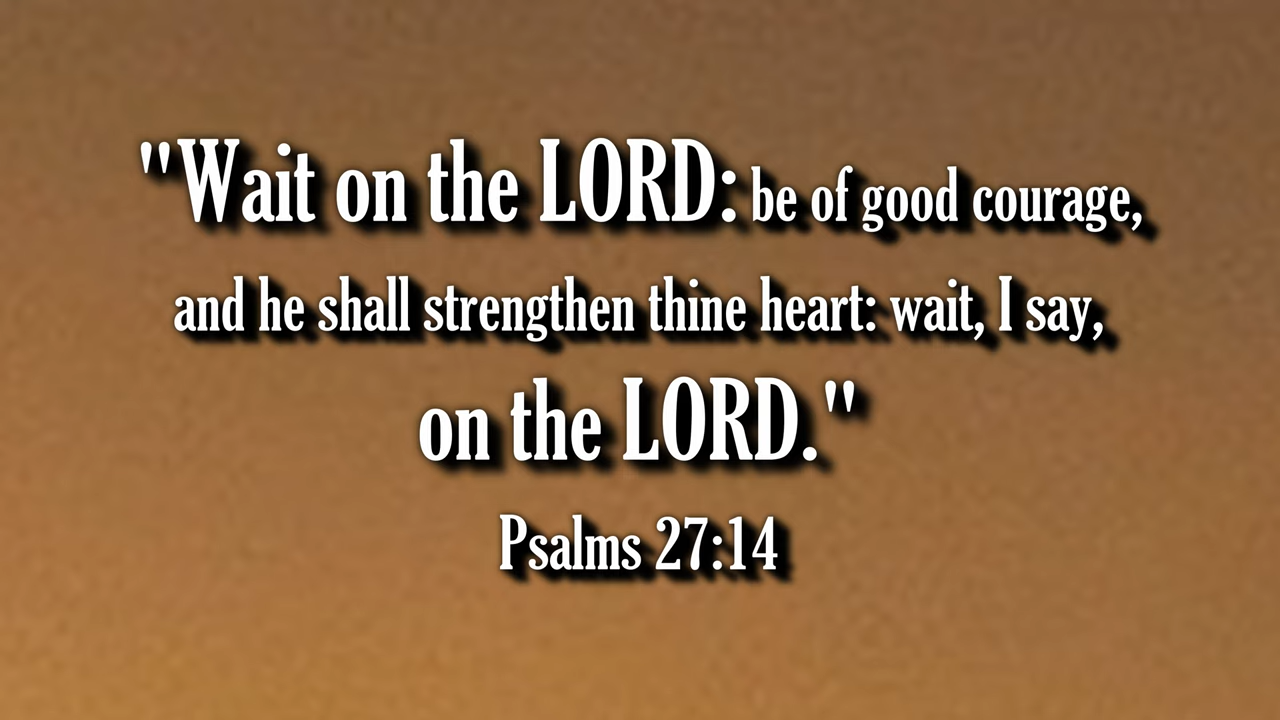 "Wait on the LORD: be of good courage,
and he shall strengthen thine heart: wait, I say,
on the LORD."
Psalms 27:14